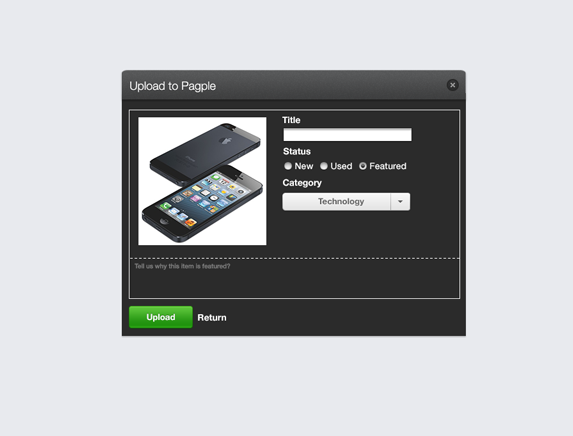 Upload to Pagple
Title
Status
New Used Featured
Category
Technology
Tell us why this item is featured?
Upload Return